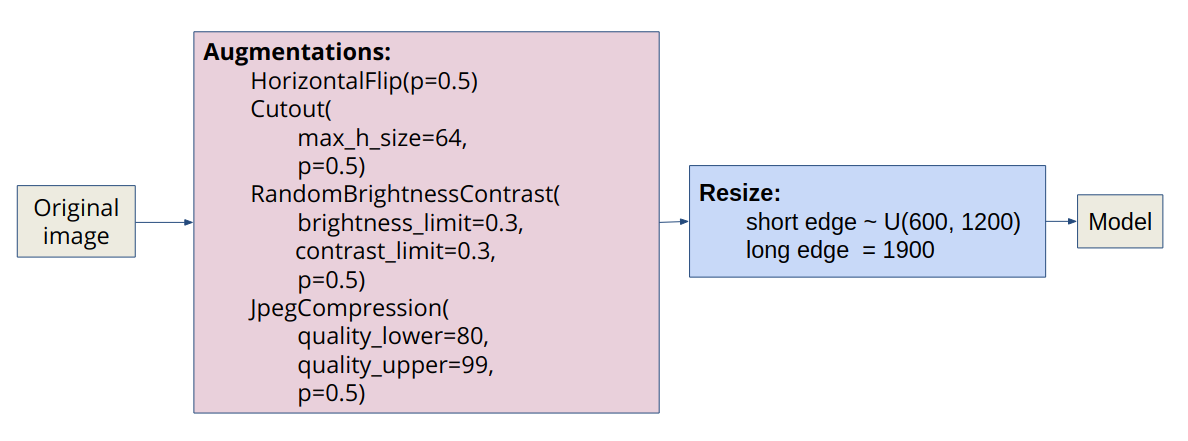 Original
image
Augmentations:
HorizontalFlip(p=0.5)
Cutout(
max_h_size=64,
p=0.5)
RandomBrightnessContrast(
brightness_limit=0.3,
contrast_limit=0.3,
p=0.5)
JpegCompression(
quality_lower=80,
quality_upper=99,
p=0.5)
Resize:
short edge ~ U(600, 1200)
long edge  = 1900
Model